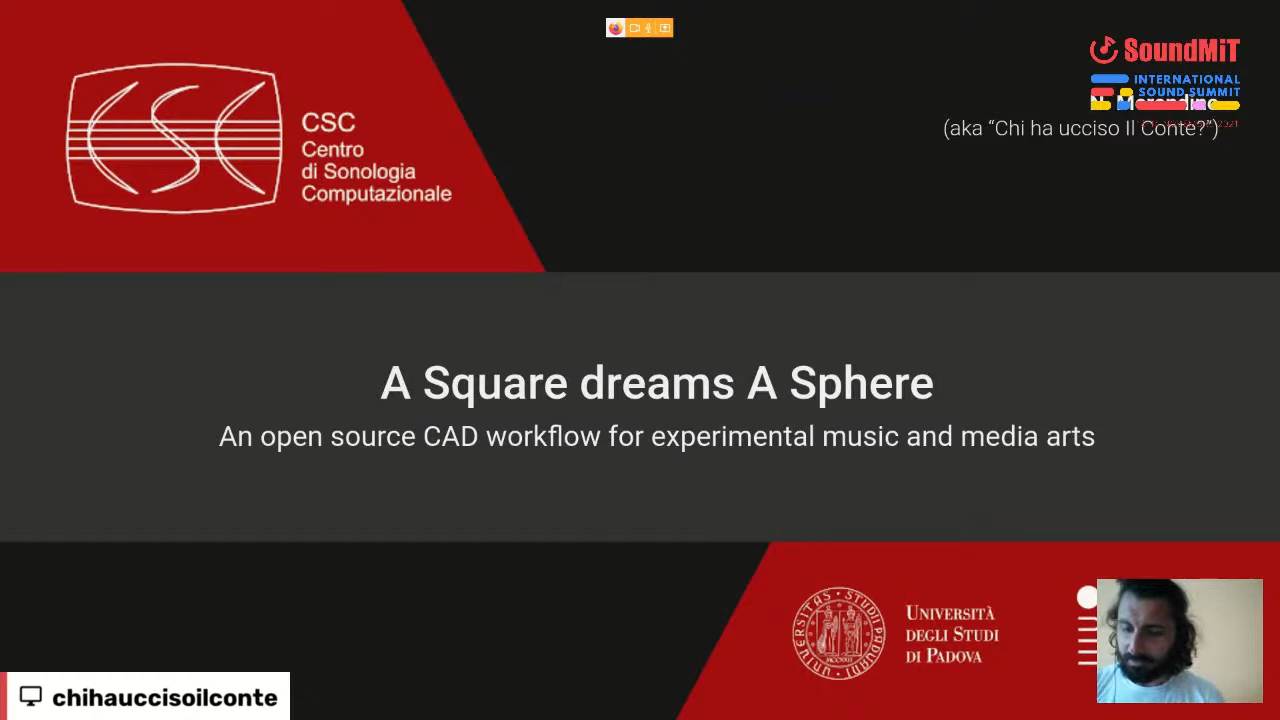 CSC
Centro
di Sonologia
Computazionale
SoundMiT
INTERNATIONAL
SOUND SUMMIT
(aka “Chi ha ucciso Il Conte?”)
A Square dreams A Sphere
An open source CAD workflow for experimental music and media arts
UNIVERSITÀ
DEGLI STUDI
DI PADOVA
chihauccisoilconte